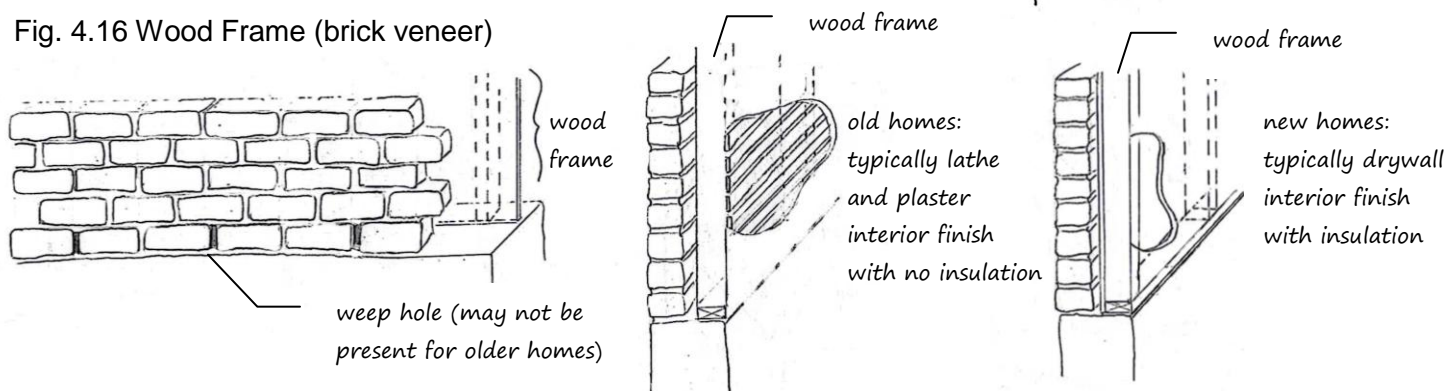 Fig. 4.16 Wood Frame (brick veneer)
wood
frame
weep hole (may not be
present for older homes)
wood frame
old homes:
typically lathe
and plaster
interior finish
with no insulation
wood frame
new homes:
typically drywall
interior finish
with insulation